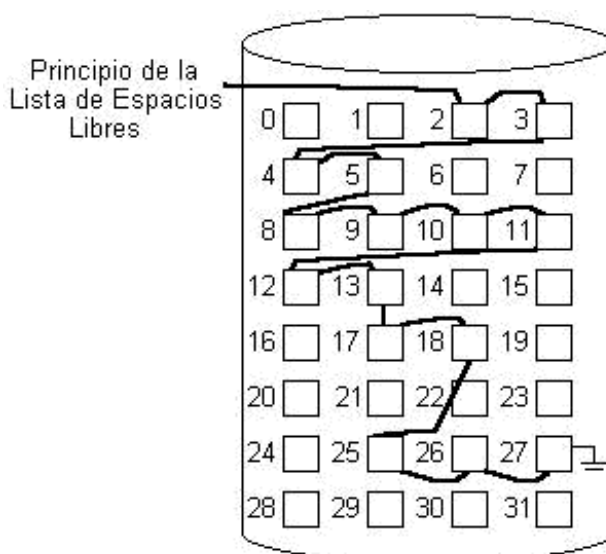 Principio de la
Lista de Espacios
Libres
0 1 2 3
4 5 6 7
8 9 10 11
12 13 14 15
16 17 18 19
20 21 22 23
24 25 26 27
28 29 30 31